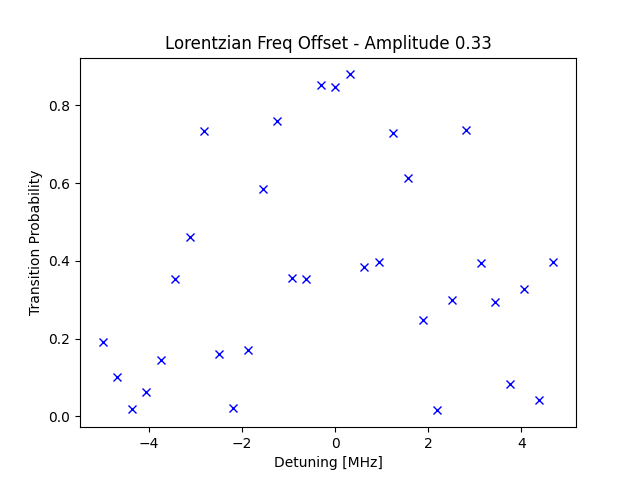 Lorentzian Freq Offset - Amplitude 0.33
Transition Probability
0.8
0.6
0.4
0.2
0.0
−4 −2 0 2 4
Detuning [MHz]